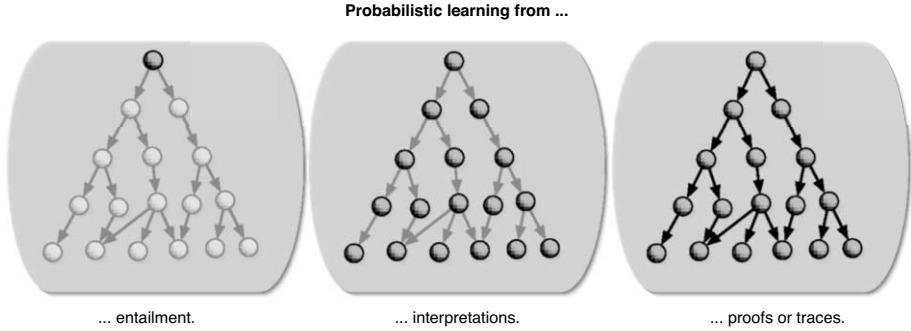 Probabilistic learning from ...
... entailment.
... interpretations.
... proofs or traces.